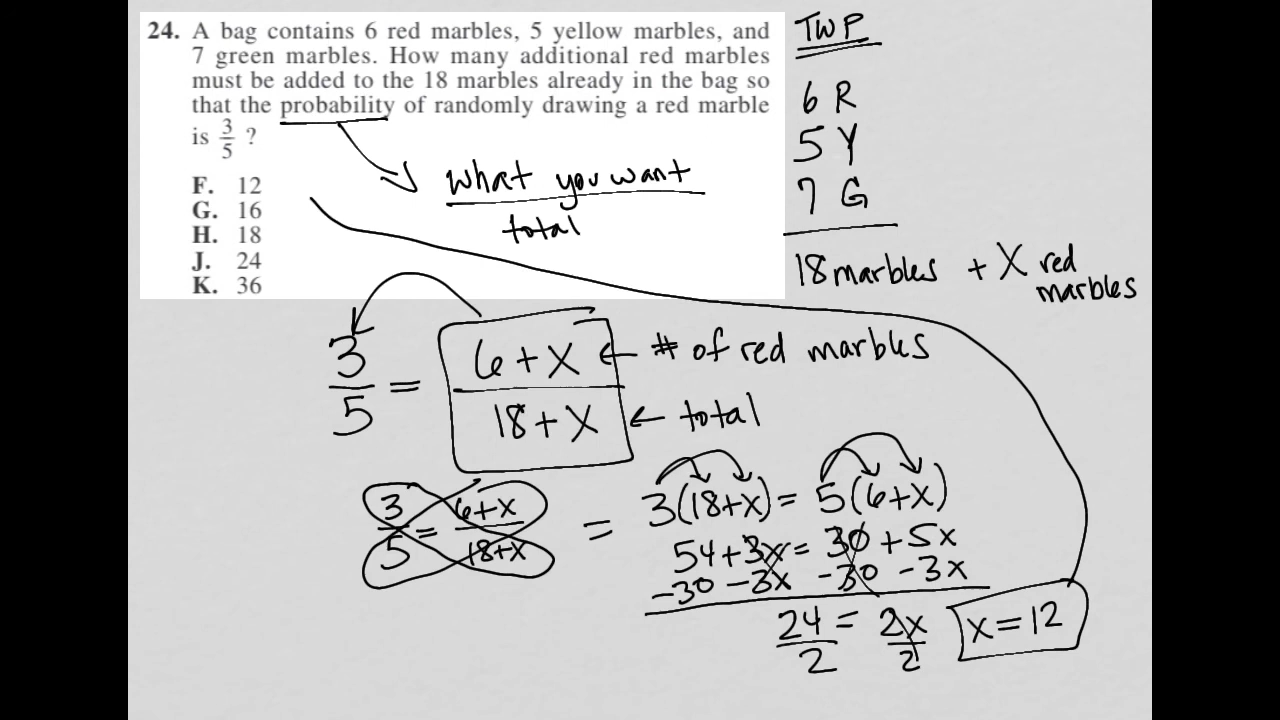 24. A bag contains 6 red marbles, 5 yellow marbles, and
7 green marbles. How many additional red marbles
must be added to the 18 marbles already in the bag so
that the probability of randomly drawing a red marble
is 3/5 ?
F. 12
G. 16
H. 18
J. 24
K. 36
what you want
total
TWP
6 R
5 Y
7 G
18 marbles + X red
marbles
3/5 = (6+X)/(18+X)
← # of red marbles
← total
3/5 = (6+X)/(18+X)
= 3(18+X) = 5(6+X)
54+3x = 30+5x
-30 -3x -30 -3x
24/2 = 2x/2
x=12